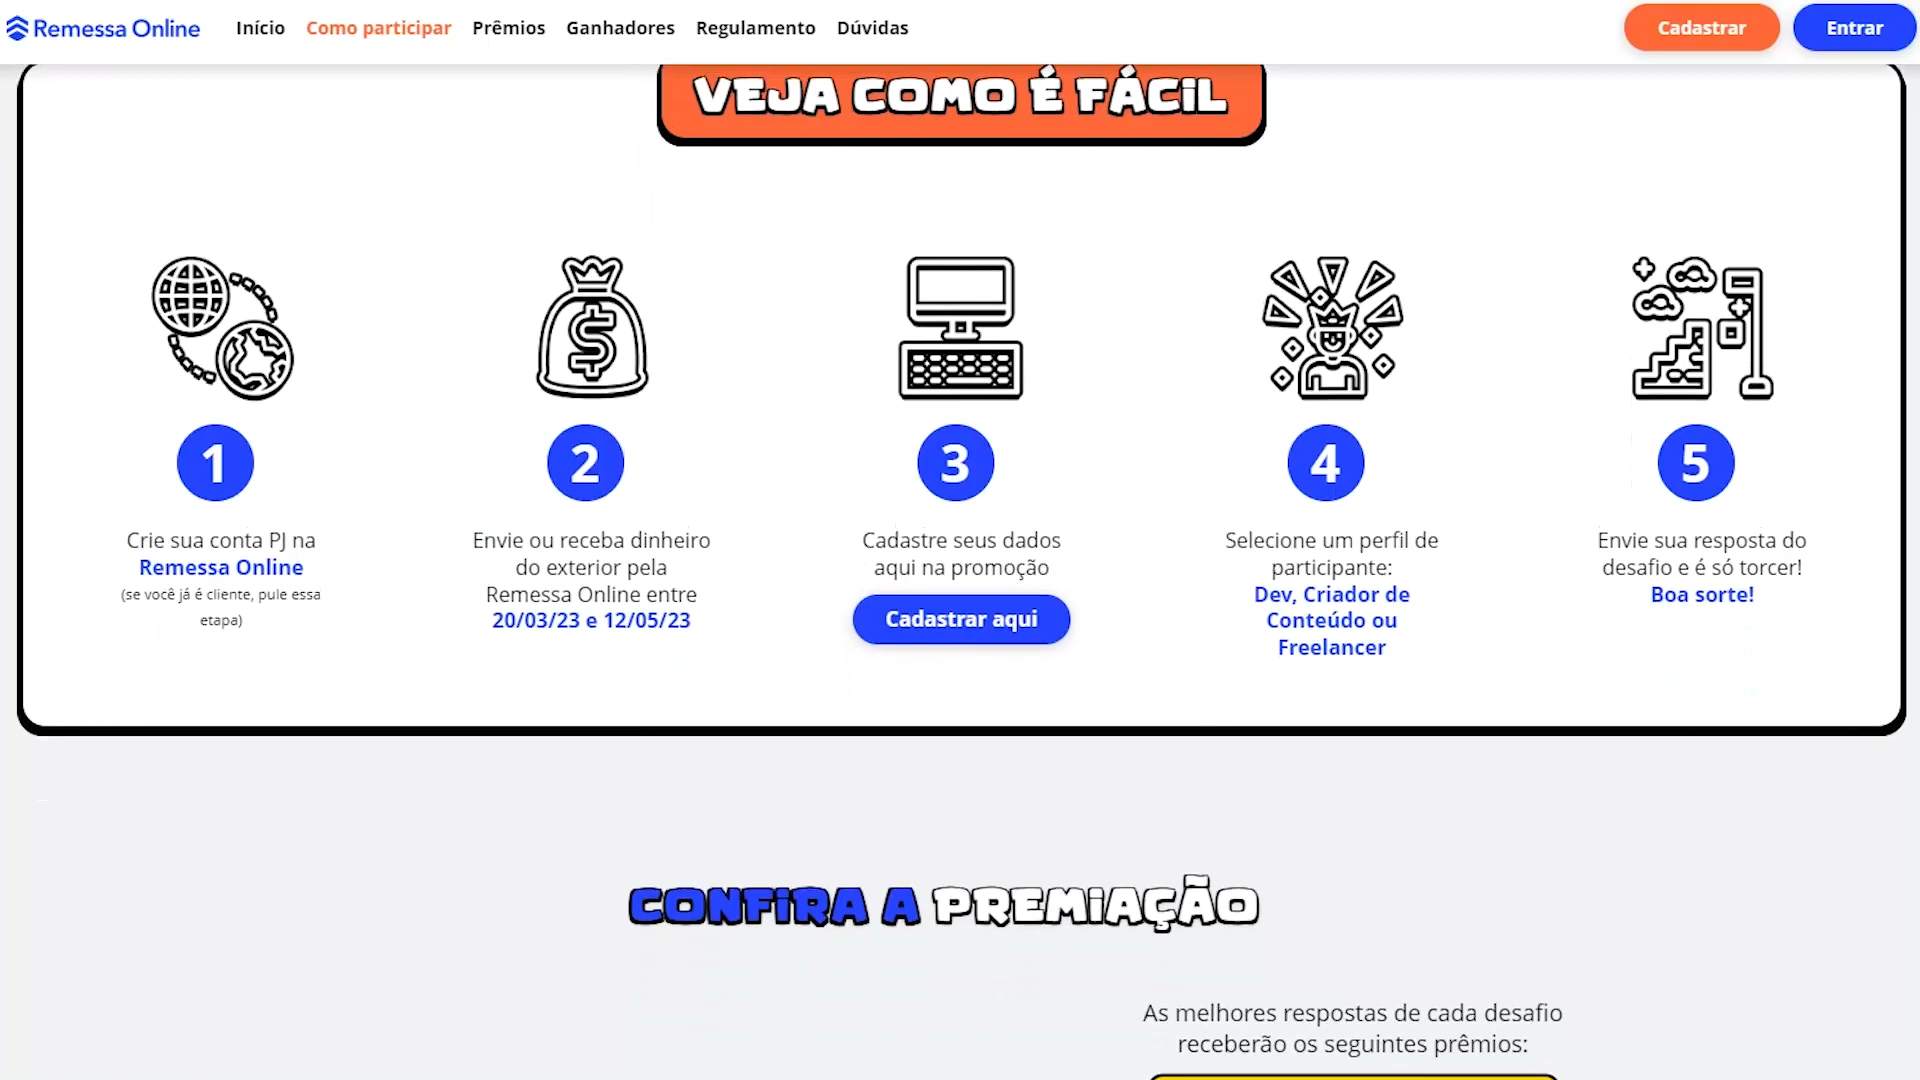 Remessa Online
Início
Como participar
Prêmios
Ganhadores
Regulamento
Dúvidas
Cadastrar
Entrar
VEJA COMO É FÁCIL
1
Crie sua conta PJ na
Remessa Online
(se você já é cliente, pule essa
etapa)
2
Envie ou receba dinheiro
do exterior pela
Remessa Online entre
20/03/23 e 12/05/23
3
Cadastre seus dados
aqui na promoção
Cadastrar aqui
4
Selecione um perfil de
participante:
Dev, Criador de
Conteúdo ou
Freelancer
5
Envie sua resposta do
desafio e é só torcer!
Boa sorte!
CONFIRA A PREMIAÇÃO
As melhores respostas de cada desafio
receberão os seguintes prêmios: